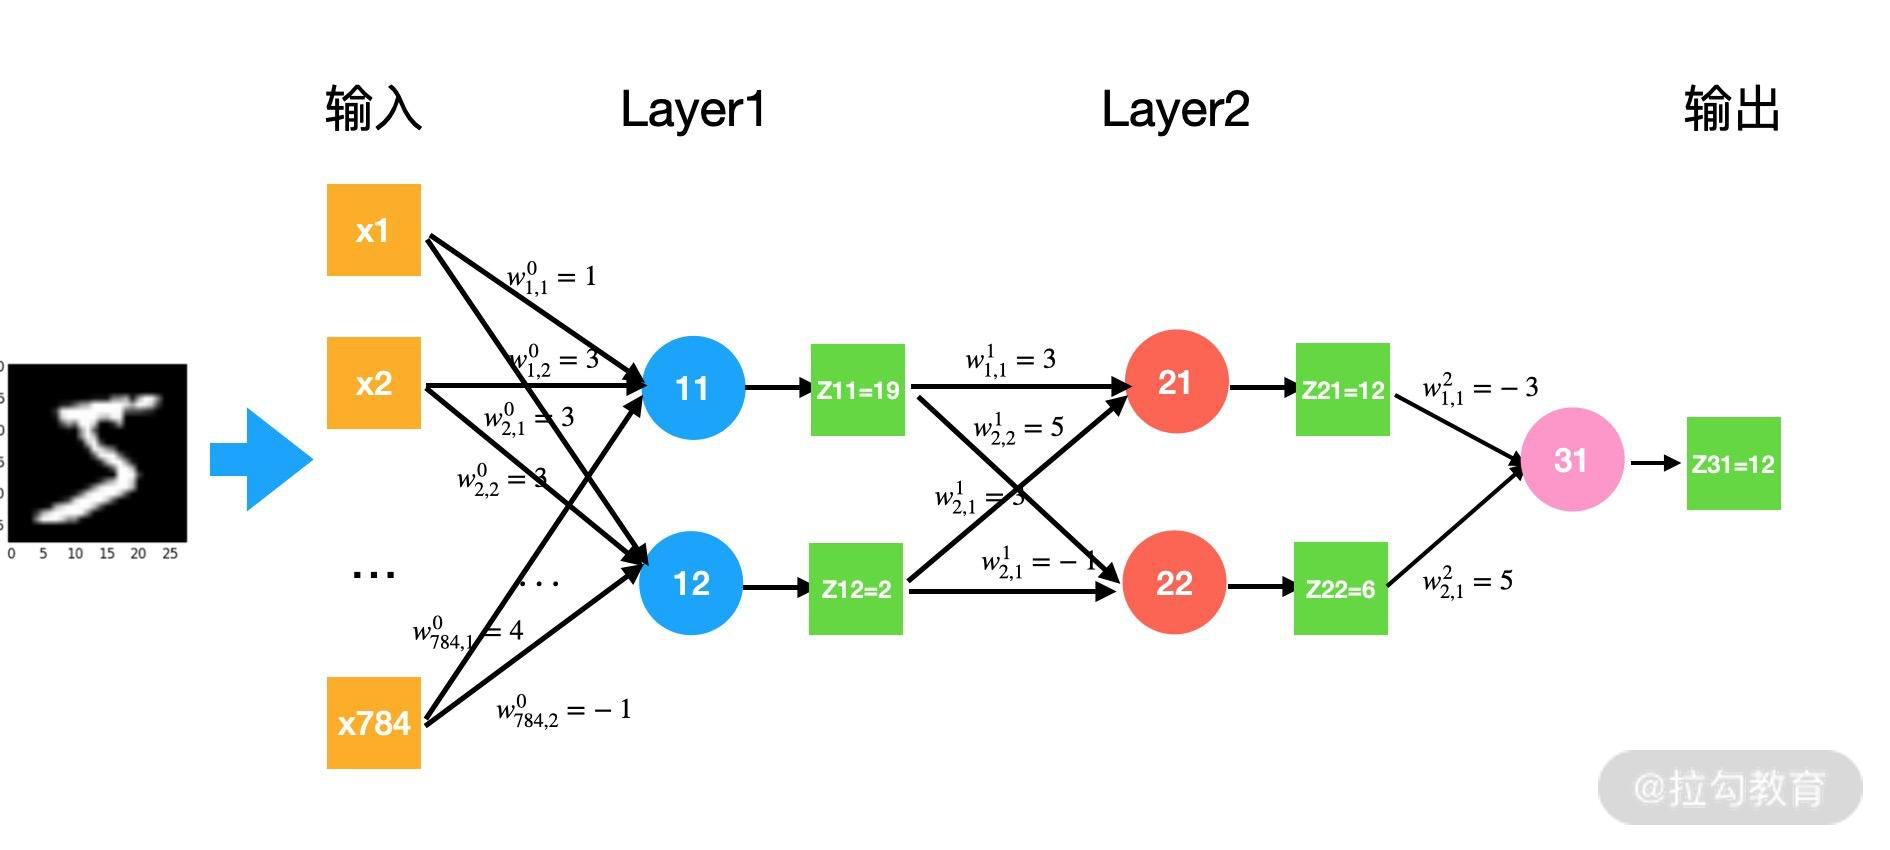 输入 Layer1 Layer2 输出
x1
w^0_{1,1} = 1
w^0_{1,2} = 3
x2
w^0_{2,1} = 3
w^0_{2,2} = 3
...
...
w^0_{784,1} = 4
x784
w^0_{784,2} = − 1
0 5 10 15 20 25
11
Z11=19
12
Z12=2
w^1_{1,1} = 3
w^1_{2,2} = 5
w^1_{2,1} = 3
w^1_{2,1} = − 1
21
Z21=12
22
Z22=6
w^2_{1,1} = − 3
w^2_{2,1} = 5
31
Z31=12
@拉勾教育